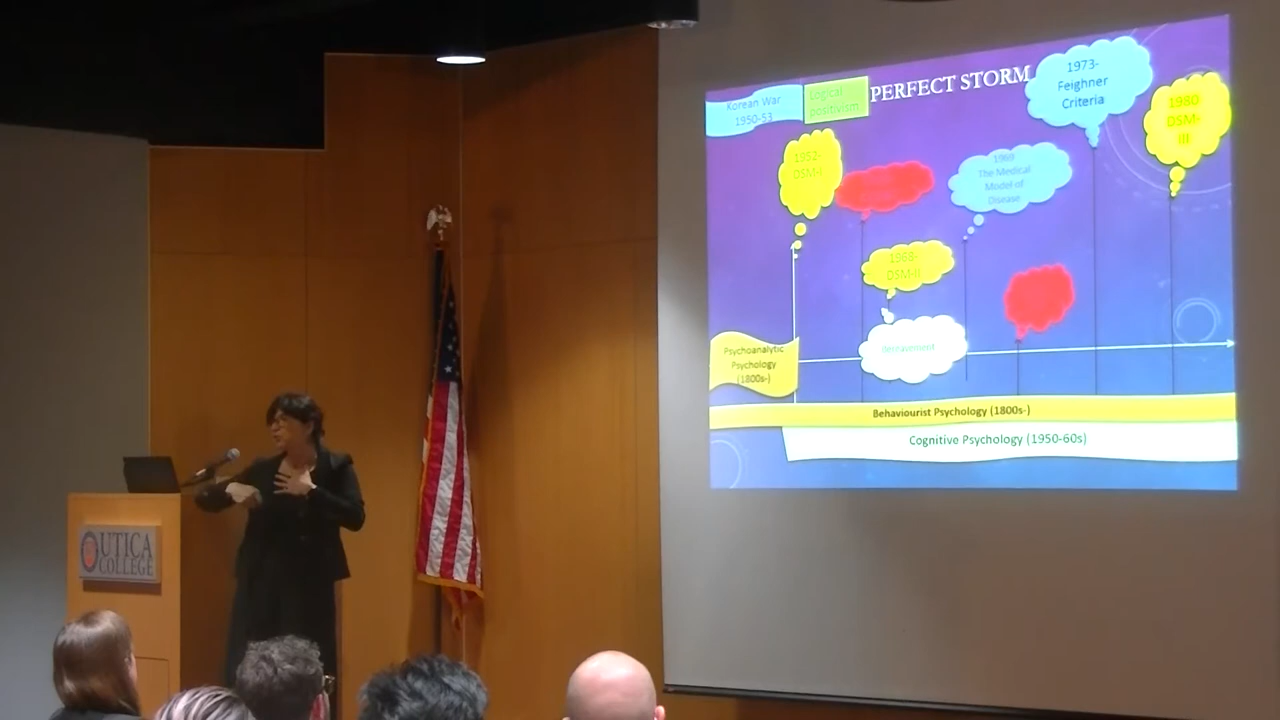 Korean War
1950-53
Logical
positivism
PERFECT STORM
1973-
Feighner
Criteria
1980
DSM-
III
1952-
DSM-I
1969
The Medical
Model of
Disease
1968-
DSM-II
Bereavement
Psychoanalytic
Psychology
(1800s-)
Behaviourist Psychology (1800s-)
Cognitive Psychology (1950-60s)
UTICA
COLLEGE